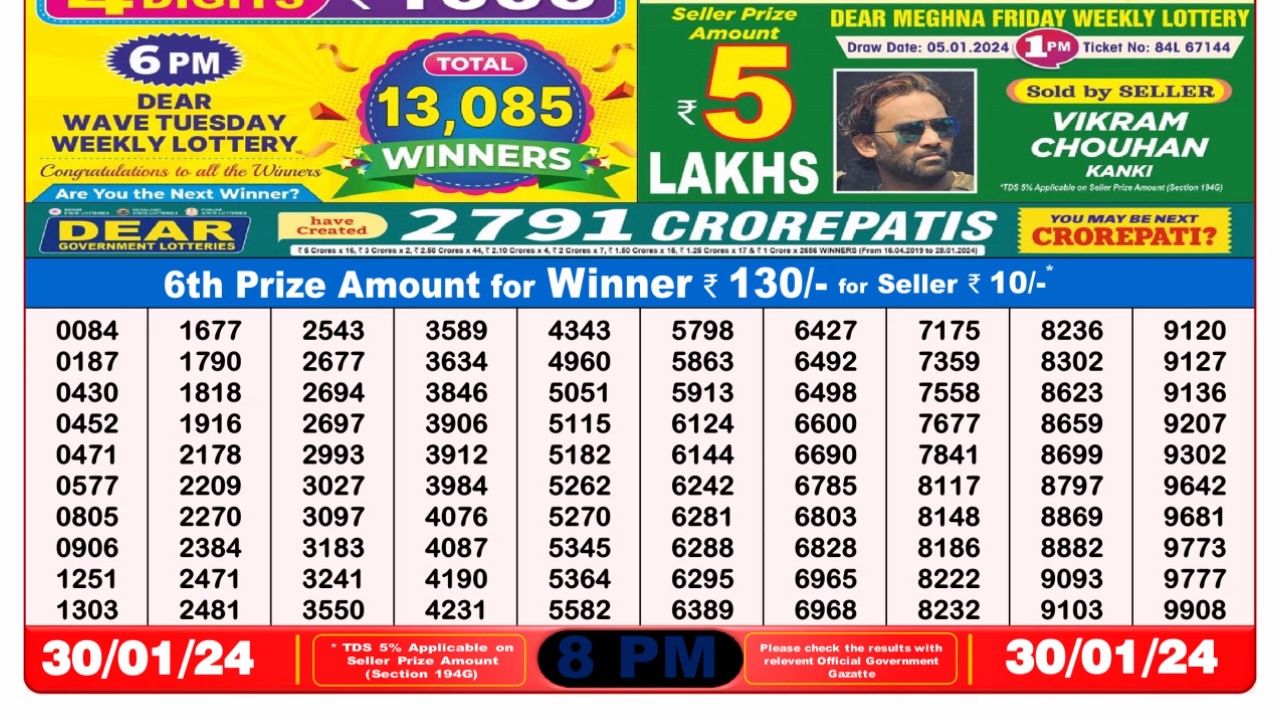 4 DIGITS ₹ 1000
6 PM
DEAR
WAVE TUESDAY
WEEKLY LOTTERY
Congratulations to all the Winners
Are You the Next Winner?
TOTAL
13,085
WINNERS
Seller Prize
Amount
₹ 5
LAKHS
DEAR MEGHNA FRIDAY WEEKLY LOTTERY
Draw Date: 05.01.2024 1PM Ticket No: 84L 67144
Sold by SELLER
VIKRAM
CHOUHAN
KANKI
*TDS 5% Applicable on Seller Prize Amount (Section 194G)
DEAR
GOVERNMENT LOTTERIES
have
Created
2791 CROREPATIS
YOU MAY BE NEXT
CROREPATI?
6th Prize Amount for Winner ₹ 130/- for Seller ₹ 10/-*
0084 1677 2543 3589 4343 5798 6427 7175 8236 9120
0187 1790 2677 3634 4960 5863 6492 7359 8302 9127
0430 1818 2694 3846 5051 5913 6498 7558 8623 9136
0452 1916 2697 3906 5115 6124 6600 7677 8659 9207
0471 2178 2993 3912 5182 6144 6690 7841 8699 9302
0577 2209 3027 3984 5262 6242 6785 8117 8797 9642
0805 2270 3097 4076 5270 6281 6803 8148 8869 9681
0906 2384 3183 4087 5345 6288 6828 8186 8882 9773
1251 2471 3241 4190 5364 6295 6965 8222 9093 9777
1303 2481 3550 4231 5582 6389 6968 8232 9103 9908
30/01/24
* TDS 5% Applicable on
Seller Prize Amount
(Section 194G)
8 PM
Please check the results with
relevent Official Government
Gazatte
30/01/24